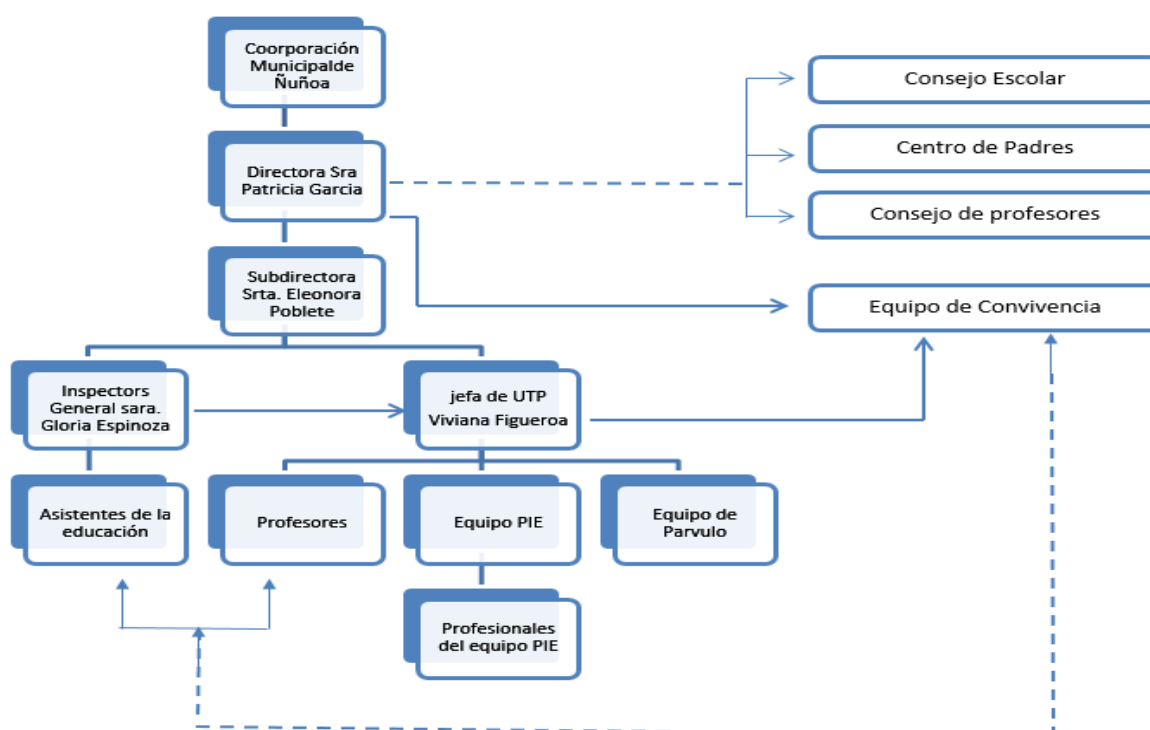 Coorporación
Municipalde
Ñuñoa
Consejo Escolar
Centro de Padres
Directora Sra
Patricia Garcia
Consejo de profesores
Subdirectora
Srta. Eleonora
Poblete
Equipo de Convivencia
Inspectors
General sara.
Gloria Espinoza
jefa de UTP
Viviana Figueroa
Asistentes de la
educación
Profesores
Equipo PIE
Equipo de
Parvulo
Profesionales
del equipo PIE